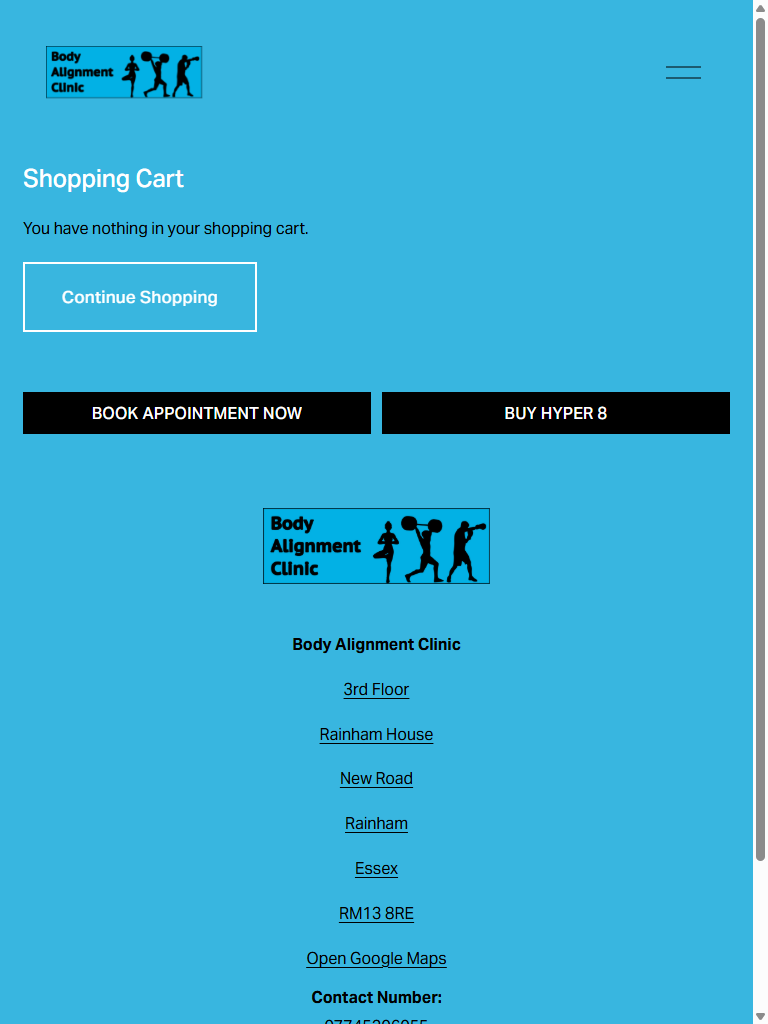 Body
Alignment
Clinic
Shopping Cart
You have nothing in your shopping cart.
Continue Shopping
BOOK APPOINTMENT NOW
BUY HYPER 8
Body
Alignment
Clinic
Body Alignment Clinic
3rd Floor
Rainham House
New Road
Rainham
Essex
RM13 8RE
Open Google Maps
Contact Number: